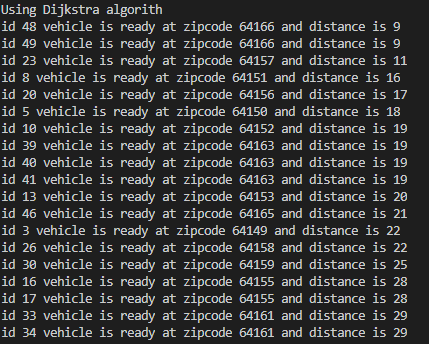 Using Dijkstra algorith
id 48 vehicle is ready at zipcode 64166 and distance is 9
id 49 vehicle is ready at zipcode 64166 and distance is 9
id 23 vehicle is ready at zipcode 64157 and distance is 11
id 8 vehicle is ready at zipcode 64151 and distance is 16
id 20 vehicle is ready at zipcode 64156 and distance is 17
id 5 vehicle is ready at zipcode 64150 and distance is 18
id 10 vehicle is ready at zipcode 64152 and distance is 19
id 39 vehicle is ready at zipcode 64163 and distance is 19
id 40 vehicle is ready at zipcode 64163 and distance is 19
id 41 vehicle is ready at zipcode 64163 and distance is 19
id 13 vehicle is ready at zipcode 64153 and distance is 20
id 46 vehicle is ready at zipcode 64165 and distance is 21
id 3 vehicle is ready at zipcode 64149 and distance is 22
id 26 vehicle is ready at zipcode 64158 and distance is 22
id 30 vehicle is ready at zipcode 64159 and distance is 25
id 16 vehicle is ready at zipcode 64155 and distance is 28
id 17 vehicle is ready at zipcode 64155 and distance is 28
id 33 vehicle is ready at zipcode 64161 and distance is 29
id 34 vehicle is ready at zipcode 64161 and distance is 29